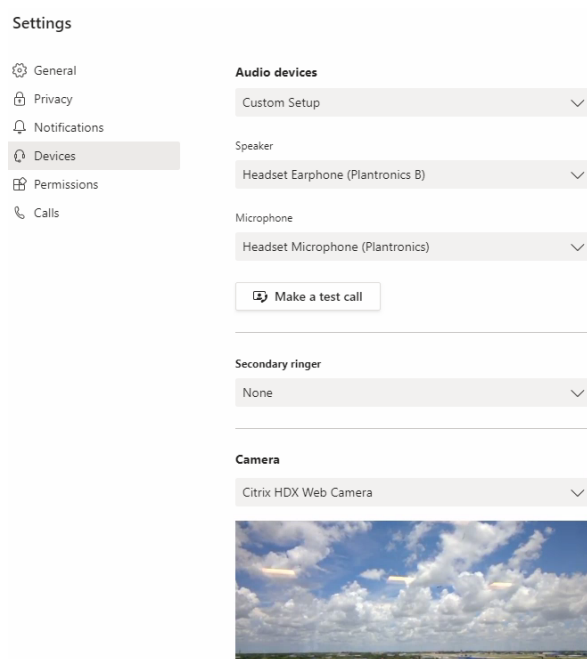 Settings
General
Privacy
Notifications
Devices
Permissions
Calls
Audio devices
Custom Setup
Speaker
Headset Earphone (Plantronics B)
Microphone
Headset Microphone (Plantronics)
Make a test call
Secondary ringer
None
Camera
Citrix HDX Web Camera